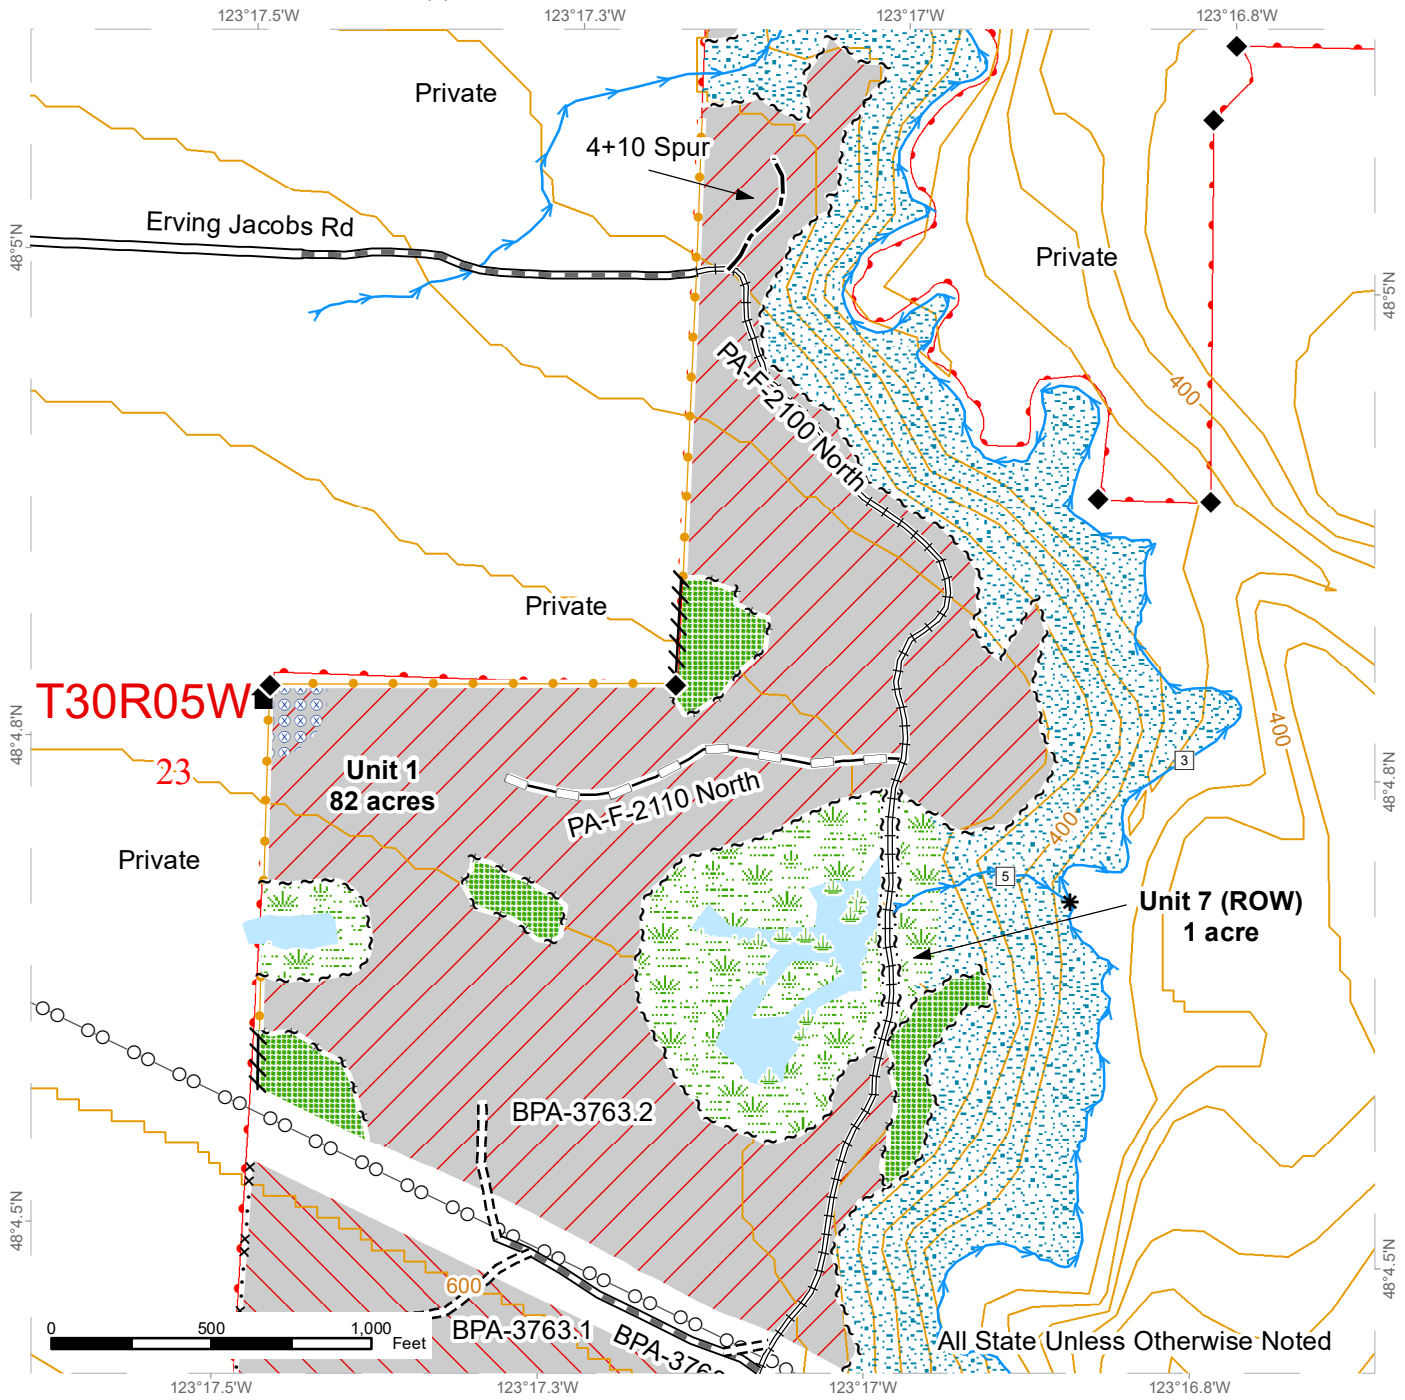 123°17.5'W
123°17.3'W
123°17'W
123°16.8'W
Private
4+10 Spur
Erving Jacobs Rd
Private
48°5'N
48°5'N
PA-F-2100 North
400
Private
T30R05W
23
Unit 1
82 acres
PA-F-2110 North
48°4.8'N
48°4.8'N
400
3
400
Private
5
Unit 7 (ROW)
1 acre
BPA-3763.2
48°4.5'N
48°4.5'N
600
BPA-3763.1
BPA-376
0
500
1,000
Feet
All State Unless Otherwise Noted
123°17.5'W
123°17.3'W
123°17'W
123°16.8'W